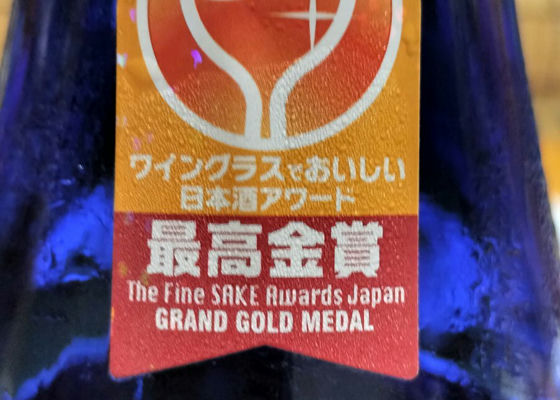 ワイングラスでおいしい
日本酒アワード
最高金賞
The Fine SAKE Awards Japan
GRAND GOLD MEDAL